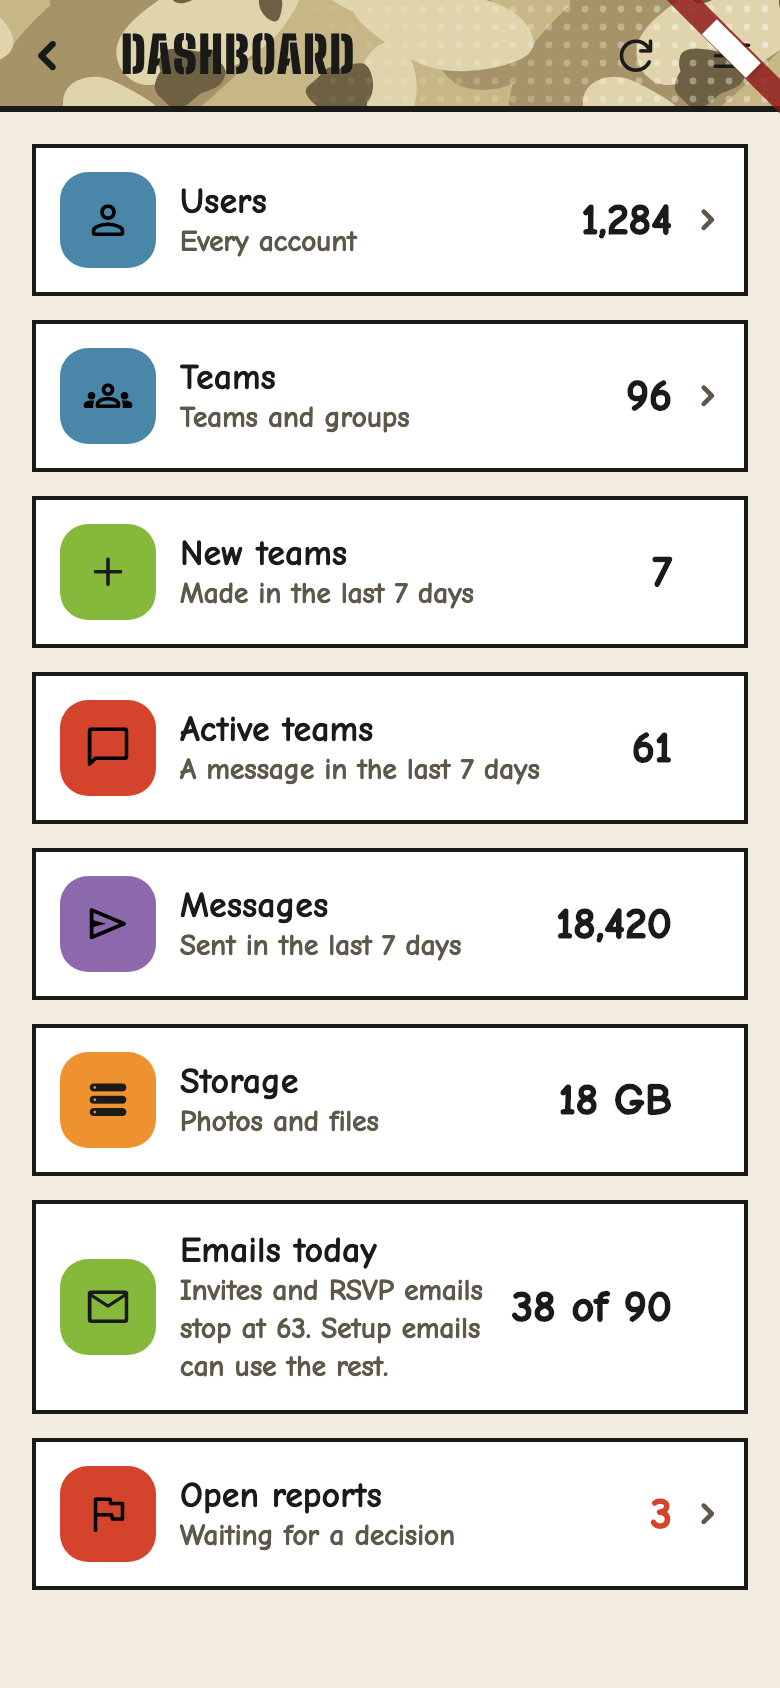 DASHBOARD
Users
Every account
1,284
Teams
Teams and groups
96
New teams
Made in the last 7 days
7
Active teams
A message in the last 7 days
61
Messages
Sent in the last 7 days
18,420
Storage
Photos and files
18 GB
Emails today
Invites and RSVP emails
stop at 63. Setup emails
can use the rest.
38 of 90
Open reports
Waiting for a decision
3